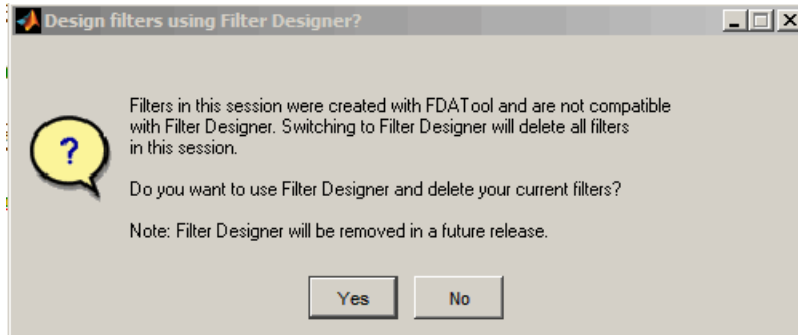 Design filters using Filter Designer?
Filters in this session were created with FDATool and are not compatible
with Filter Designer. Switching to Filter Designer will delete all filters
in this session.
?
Do you want to use Filter Designer and delete your current filters?
Note: Filter Designer will be removed in a future release.
Yes
No